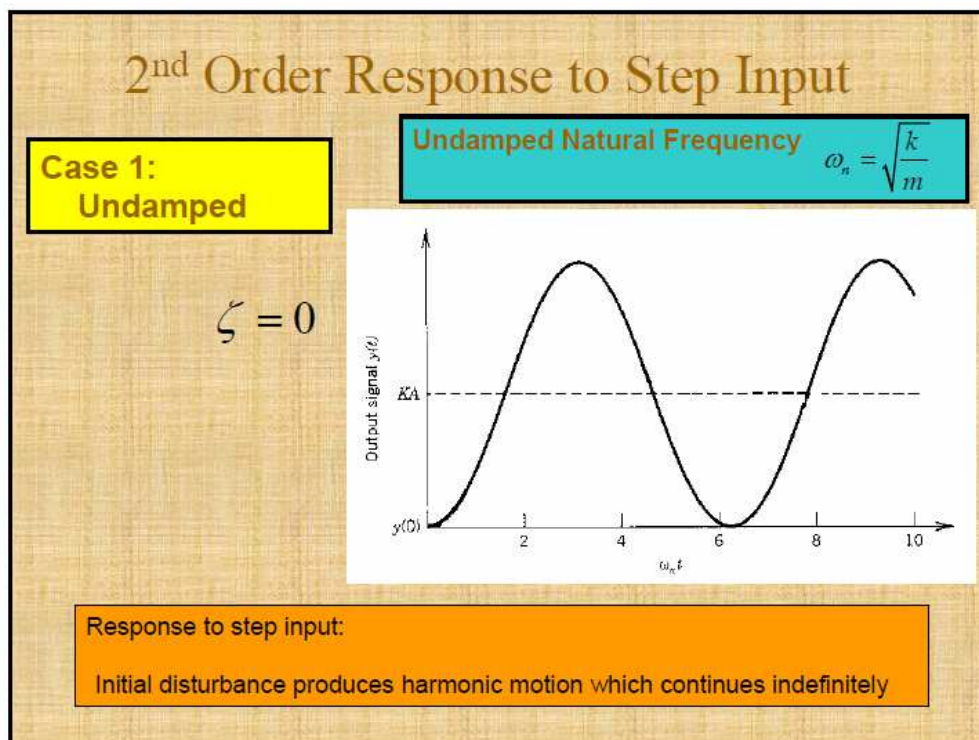 2nd Order Response to Step Input
Case 1:
Undamped
Undamped Natural Frequency ωn = √(k/m)
ζ = 0
Output signal y(t)
KA
y(0)
2 4 6 8 10
ωnt
Response to step input:
Initial disturbance produces harmonic motion which continues indefinitely